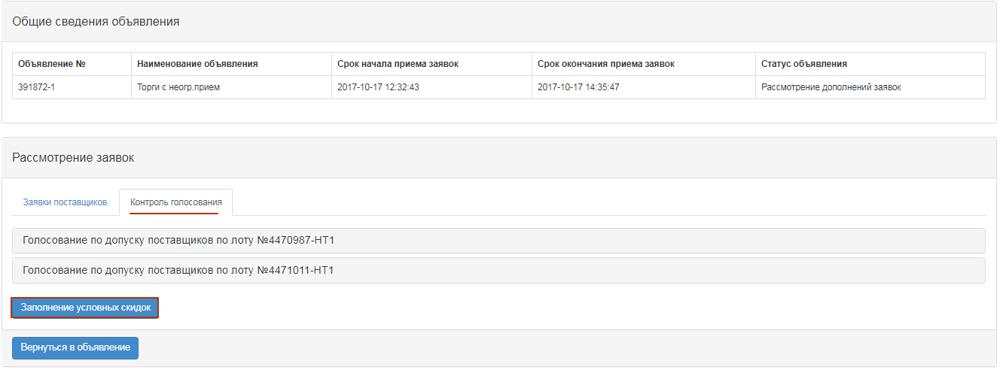 Общие сведения объявления
Объявление № Наименование объявления Срок начала приема заявок Срок окончания приема заявок Статус объявления
391872-1 Торги с неогр.прием 2017-10-17 12:32:43 2017-10-17 14:35:47 Рассмотрение дополнений заявок
Рассмотрение заявок
Заявки поставщиков Контроль голосования
Голосование по допуску поставщиков по лоту №4470987-НТ1
Голосование по допуску поставщиков по лоту №4471011-НТ1
Заполнение условных скидок
Вернуться в объявление